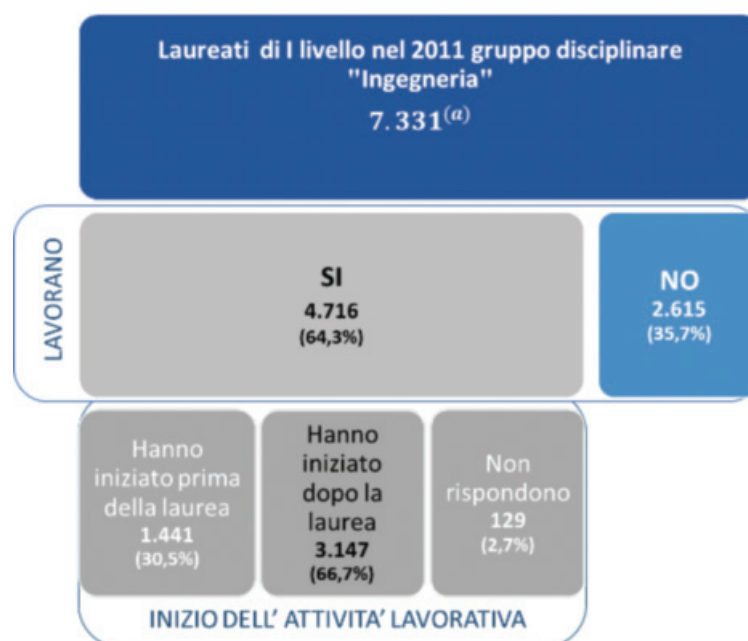 Laureati di I livello nel 2011 gruppo disciplinare
"Ingegneria"
7.331(a)
LAVORANO
SI
4.716
(64,3%)
NO
2.615
(35,7%)
Hanno
iniziato prima
della laurea
1.441
(30,5%)
Hanno
iniziato
dopo la
laurea
3.147
(66,7%)
Non
rispondono
129
(2,7%)
INIZIO DELL' ATTIVITA' LAVORATIVA